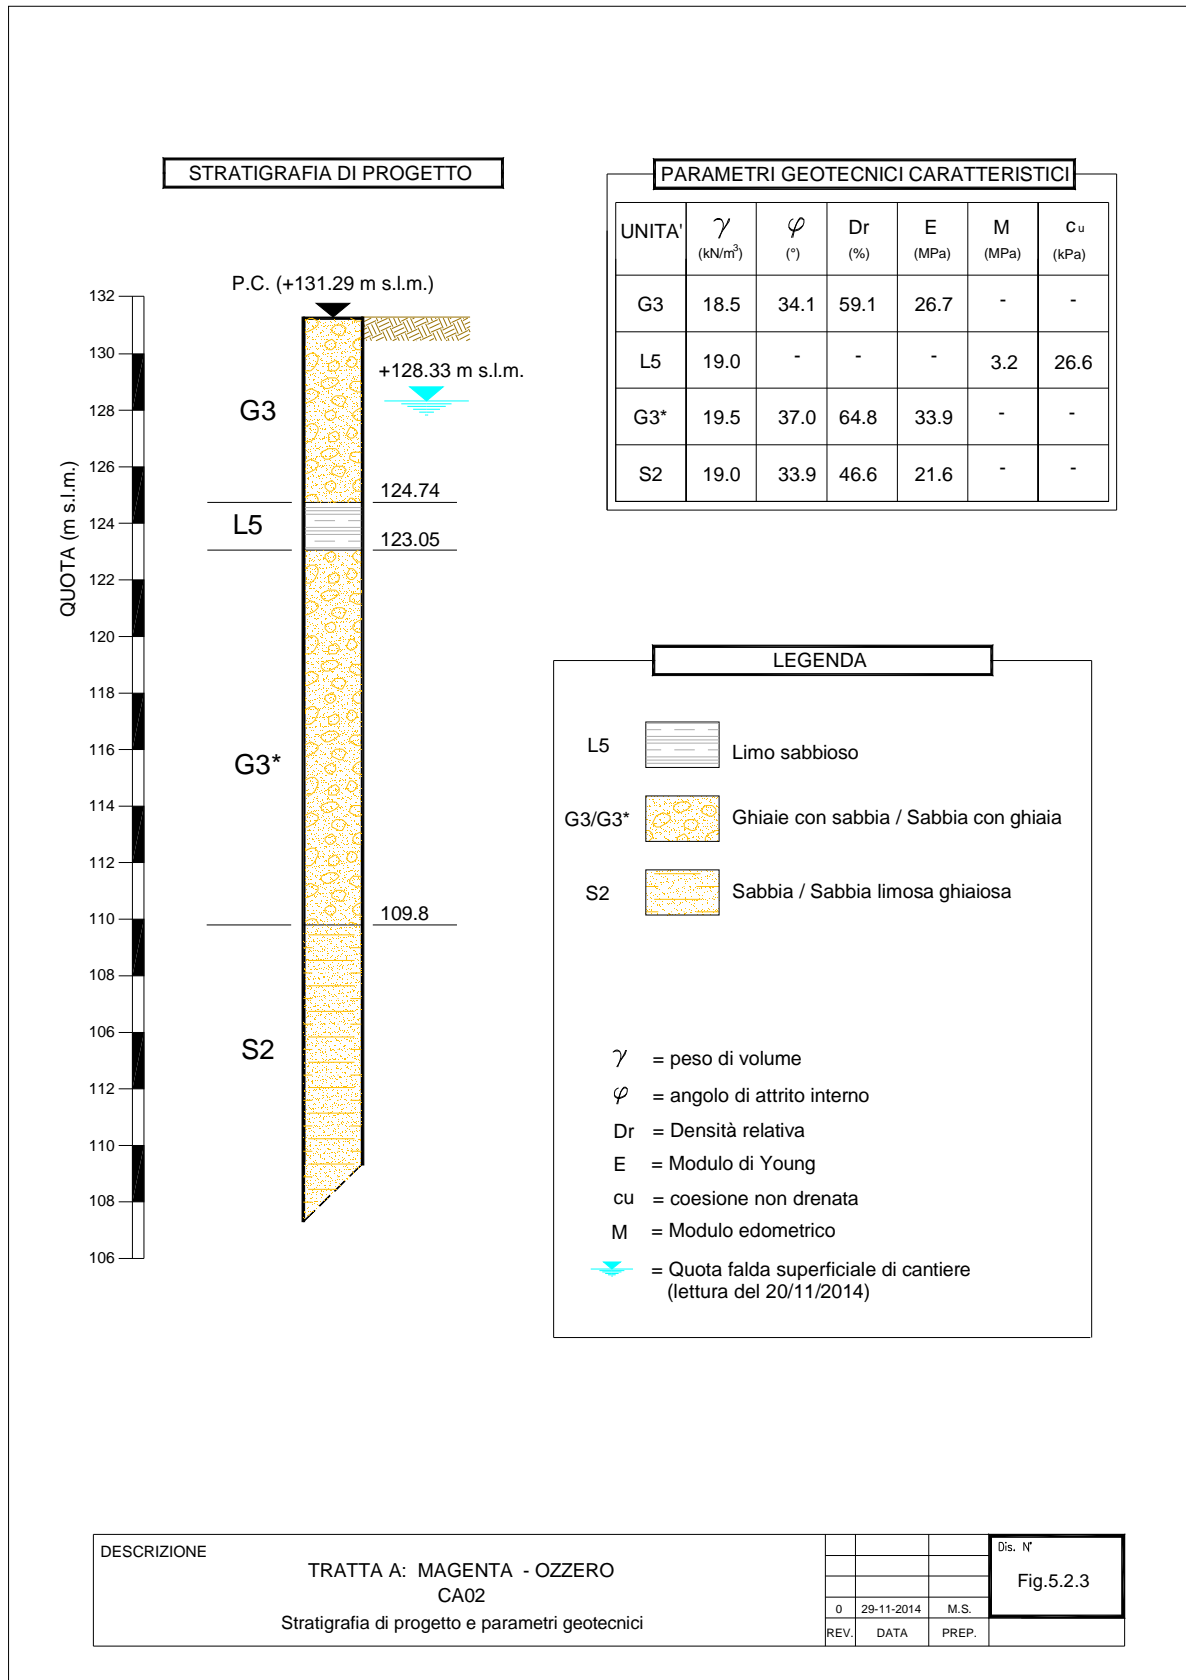 STRATIGRAFIA DI PROGETTO
P.C. (+131.29 m s.l.m.)
+128.33 m s.l.m.
QUOTA (m s.l.m.)
132
130
128
126
124
122
120
118
116
114
112
110
108
106
112
110
108
106
G3
124.74
L5
123.05
G3*
109.8
S2
PARAMETRI GEOTECNICI CARATTERISTICI
UNITA' γ φ Dr E M cu
(kN/m³) (°) (%) (MPa) (MPa) (kPa)
G3 18.5 34.1 59.1 26.7 - -
L5 19.0 - - - 3.2 26.6
G3* 19.5 37.0 64.8 33.9 - -
S2 19.0 33.9 46.6 21.6 - -
LEGENDA
L5 Limo sabbioso
G3/G3* Ghiaie con sabbia / Sabbia con ghiaia
S2 Sabbia / Sabbia limosa ghiaiosa
γ = peso di volume
φ = angolo di attrito interno
Dr = Densità relativa
E = Modulo di Young
cu = coesione non drenata
M = Modulo edometrico
= Quota falda superficiale di cantiere
(lettura del 20/11/2014)
DESCRIZIONE
TRATTA A: MAGENTA - OZZERO
CA02
Stratigrafia di progetto e parametri geotecnici
0 29-11-2014 M.S.
REV. DATA PREP.
Dis. N°
Fig.5.2.3